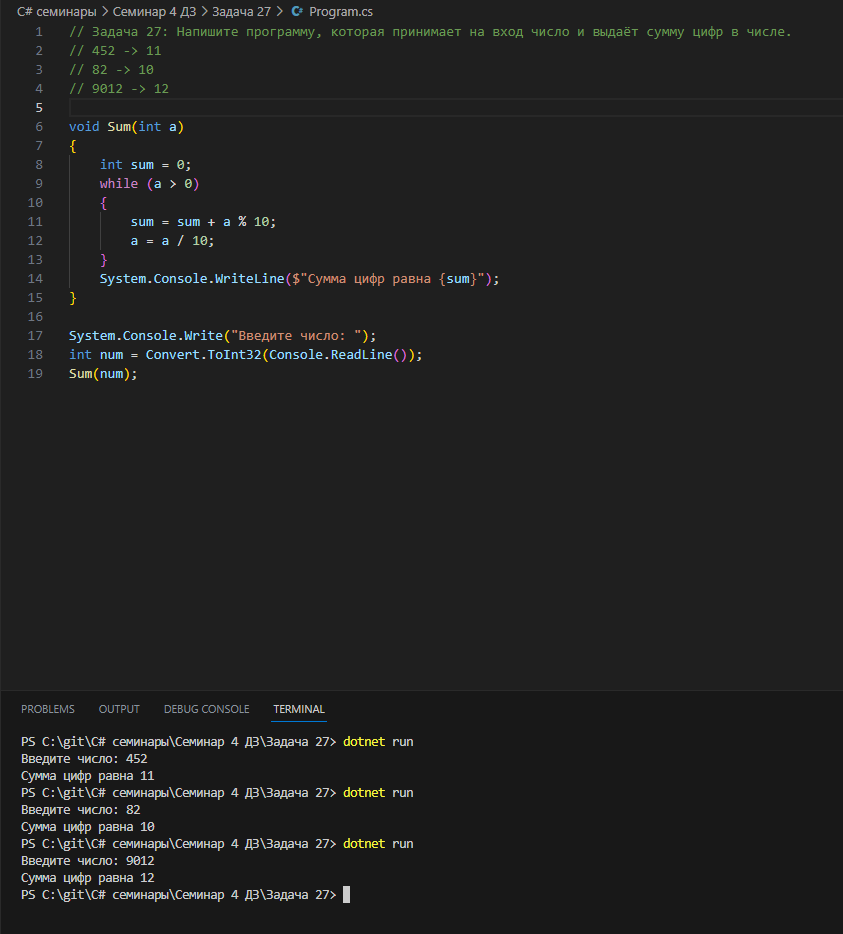 C# семинары > Семинар 4 ДЗ > Задача 27 > Program.cs
1 // Задача 27: Напишите программу, которая принимает на вход число и выдаёт сумму цифр в числе.
2 // 452 -> 11
3 // 82 -> 10
4 // 9012 -> 12
5
6 void Sum(int a)
7 {
8     int sum = 0;
9     while (a > 0)
10     {
11         sum = sum + a % 10;
12         a = a / 10;
13     }
14     System.Console.WriteLine($"Сумма цифр равна {sum}");
15 }
16
17 System.Console.Write("Введите число: ");
18 int num = Convert.ToInt32(Console.ReadLine());
19 Sum(num);
PROBLEMS OUTPUT DEBUG CONSOLE TERMINAL
PS C:\git\C# семинары\Семинар 4 ДЗ\Задача 27> dotnet run
Введите число: 452
Сумма цифр равна 11
PS C:\git\C# семинары\Семинар 4 ДЗ\Задача 27> dotnet run
Введите число: 82
Сумма цифр равна 10
PS C:\git\C# семинары\Семинар 4 ДЗ\Задача 27> dotnet run
Введите число: 9012
Сумма цифр равна 12
PS C:\git\C# семинары\Семинар 4 ДЗ\Задача 27>